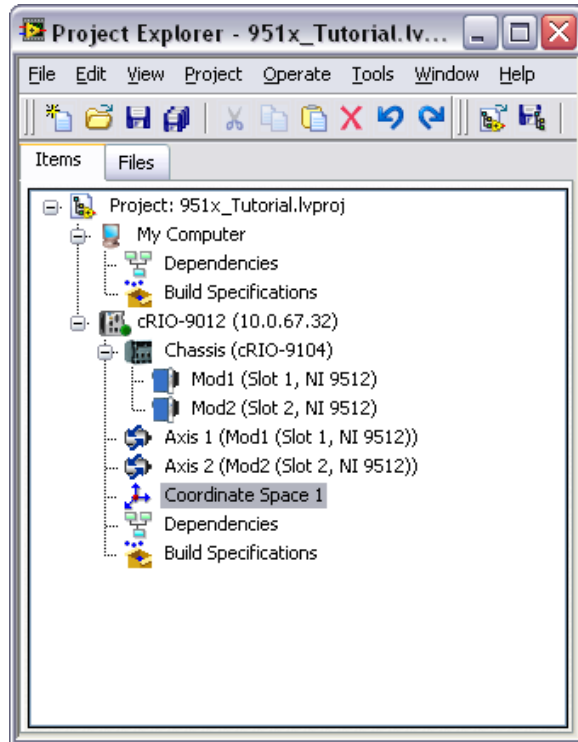 Project Explorer - 951x_Tutorial.lv...
File Edit View Project Operate Tools Window Help
Items Files
Project: 951x_Tutorial.lvproj
My Computer
Dependencies
Build Specifications
cRIO-9012 (10.0.67.32)
Chassis (cRIO-9104)
Mod1 (Slot 1, NI 9512)
Mod2 (Slot 2, NI 9512)
Axis 1 (Mod1 (Slot 1, NI 9512))
Axis 2 (Mod2 (Slot 2, NI 9512))
Coordinate Space 1
Dependencies
Build Specifications